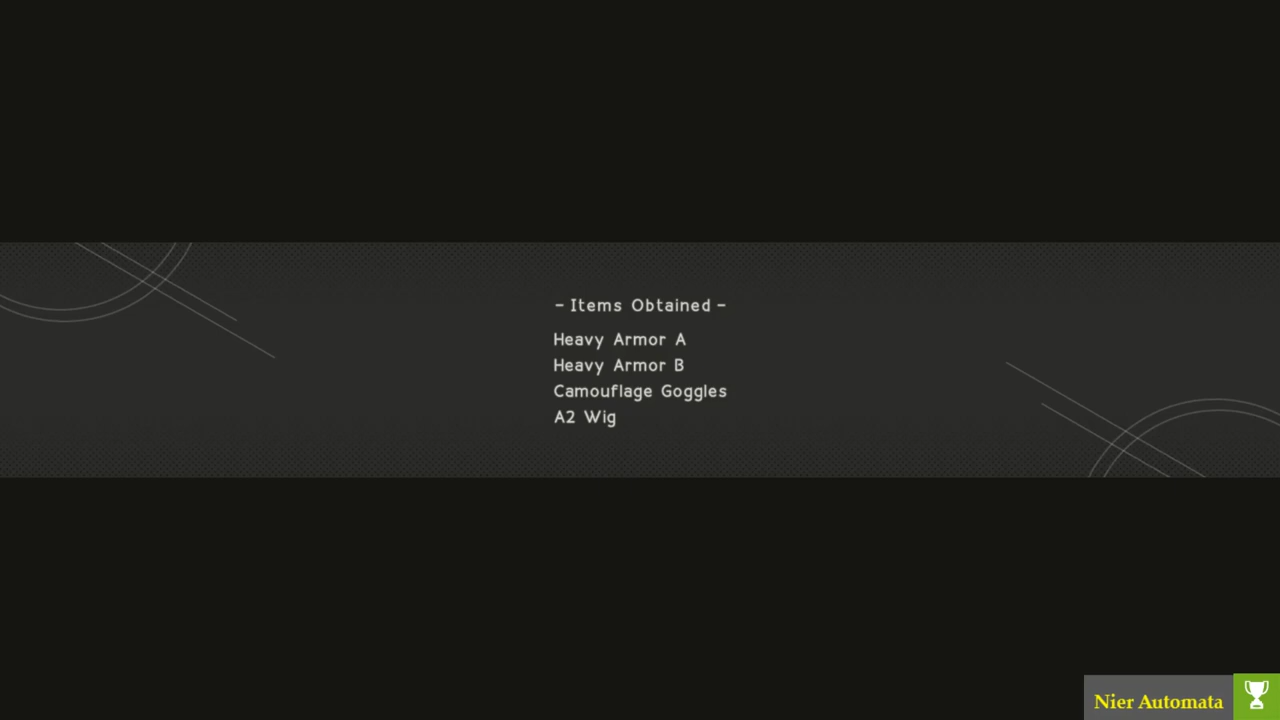 – Items Obtained –
Heavy Armor A
Heavy Armor B
Camouflage Goggles
A2 Wig
Nier Automata